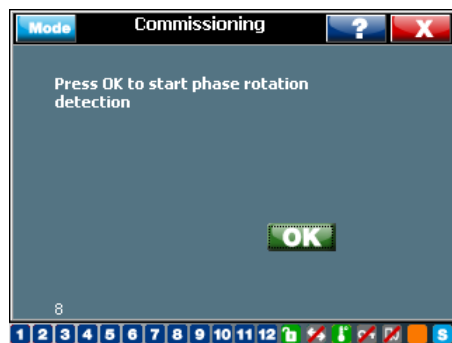 Mode Commissioning ? X
Press OK to start phase rotation
detection
OK
8
1 2 3 4 5 6 7 8 9 10 11 12 S